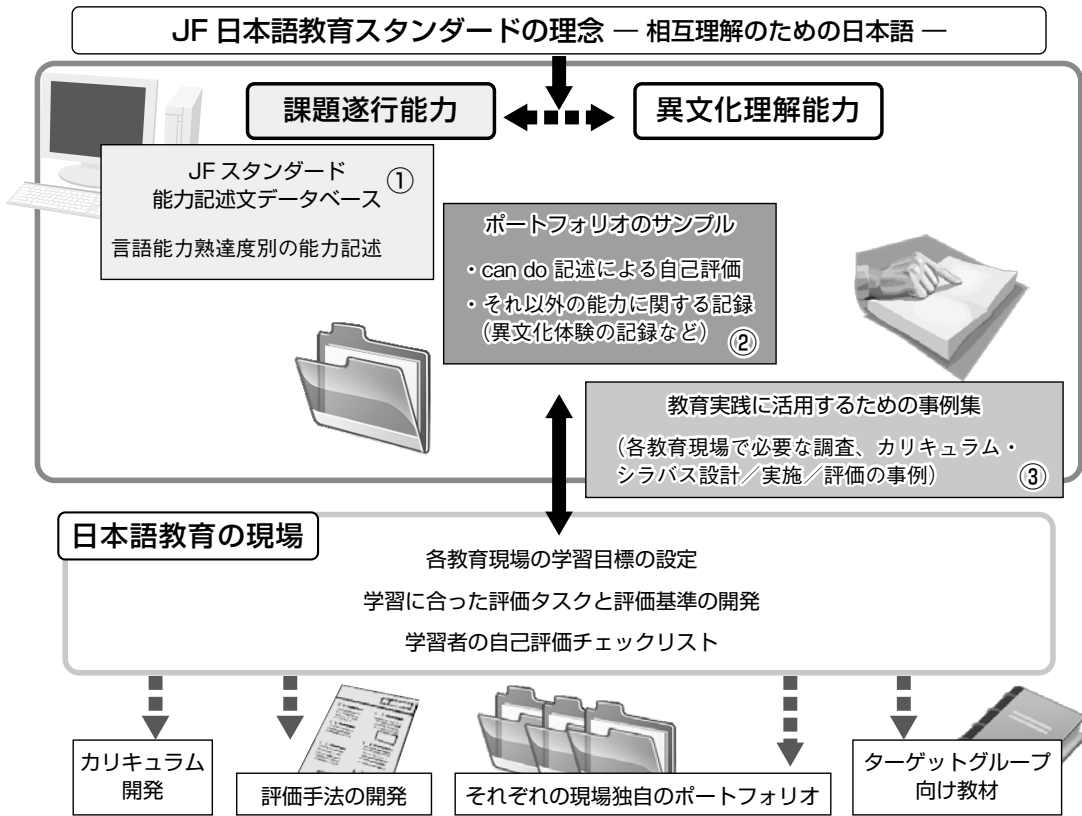 JF 日本語教育スタンダードの理念 ― 相互理解のための日本語 ―
課題遂行能力
異文化理解能力
JF スタンダード
能力記述文データベース
①
言語能力熟達度別の能力記述
ポートフォリオのサンプル
・can do 記述による自己評価
・それ以外の能力に関する記録
（異文化体験の記録など）
②
教育実践に活用するための事例集
（各教育現場で必要な調査、カリキュラム・
シラバス設計／実施／評価の事例）
③
日本語教育の現場
各教育現場の学習目標の設定
学習に合った評価タスクと評価基準の開発
学習者の自己評価チェックリスト
カリキュラム
開発
評価手法の開発
それぞれの現場独自のポートフォリオ
ターゲットグループ
向け教材